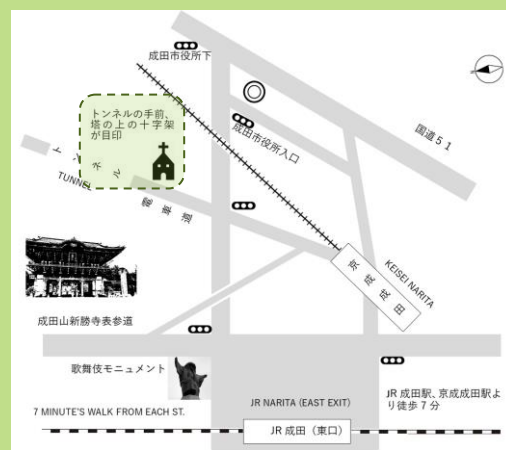 成田市役所下
トンネルの手前、
塔の上の十字架
が目印
成田市役所入口
国道５１
トンネル
TUNNEL
電車道
京成成田
KEISEI NARITA
成田山新勝寺表参道
歌舞伎モニュメント
7 MINUTE'S WALK FROM EACH ST.
JR NARITA (EAST EXIT)
JR 成田（東口）
JR 成田駅、京成成田駅よ
り徒歩７分